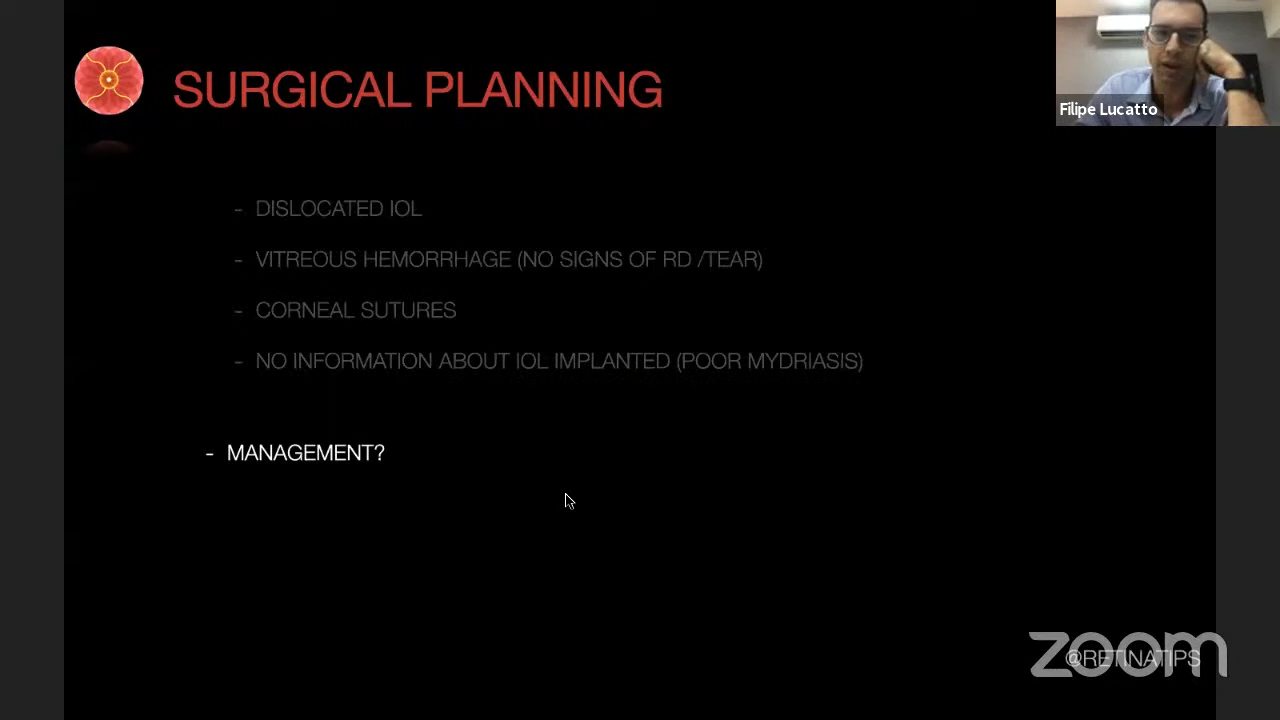 SURGICAL PLANNING
Filipe Lucatto
- DISLOCATED IOL
- VITREOUS HEMORRHAGE (NO SIGNS OF RD /TEAR)
- CORNEAL SUTURES
- NO INFORMATION ABOUT IOL IMPLANTED (POOR MYDRIASIS)
- MANAGEMENT?
zoom
@RETINATIPS